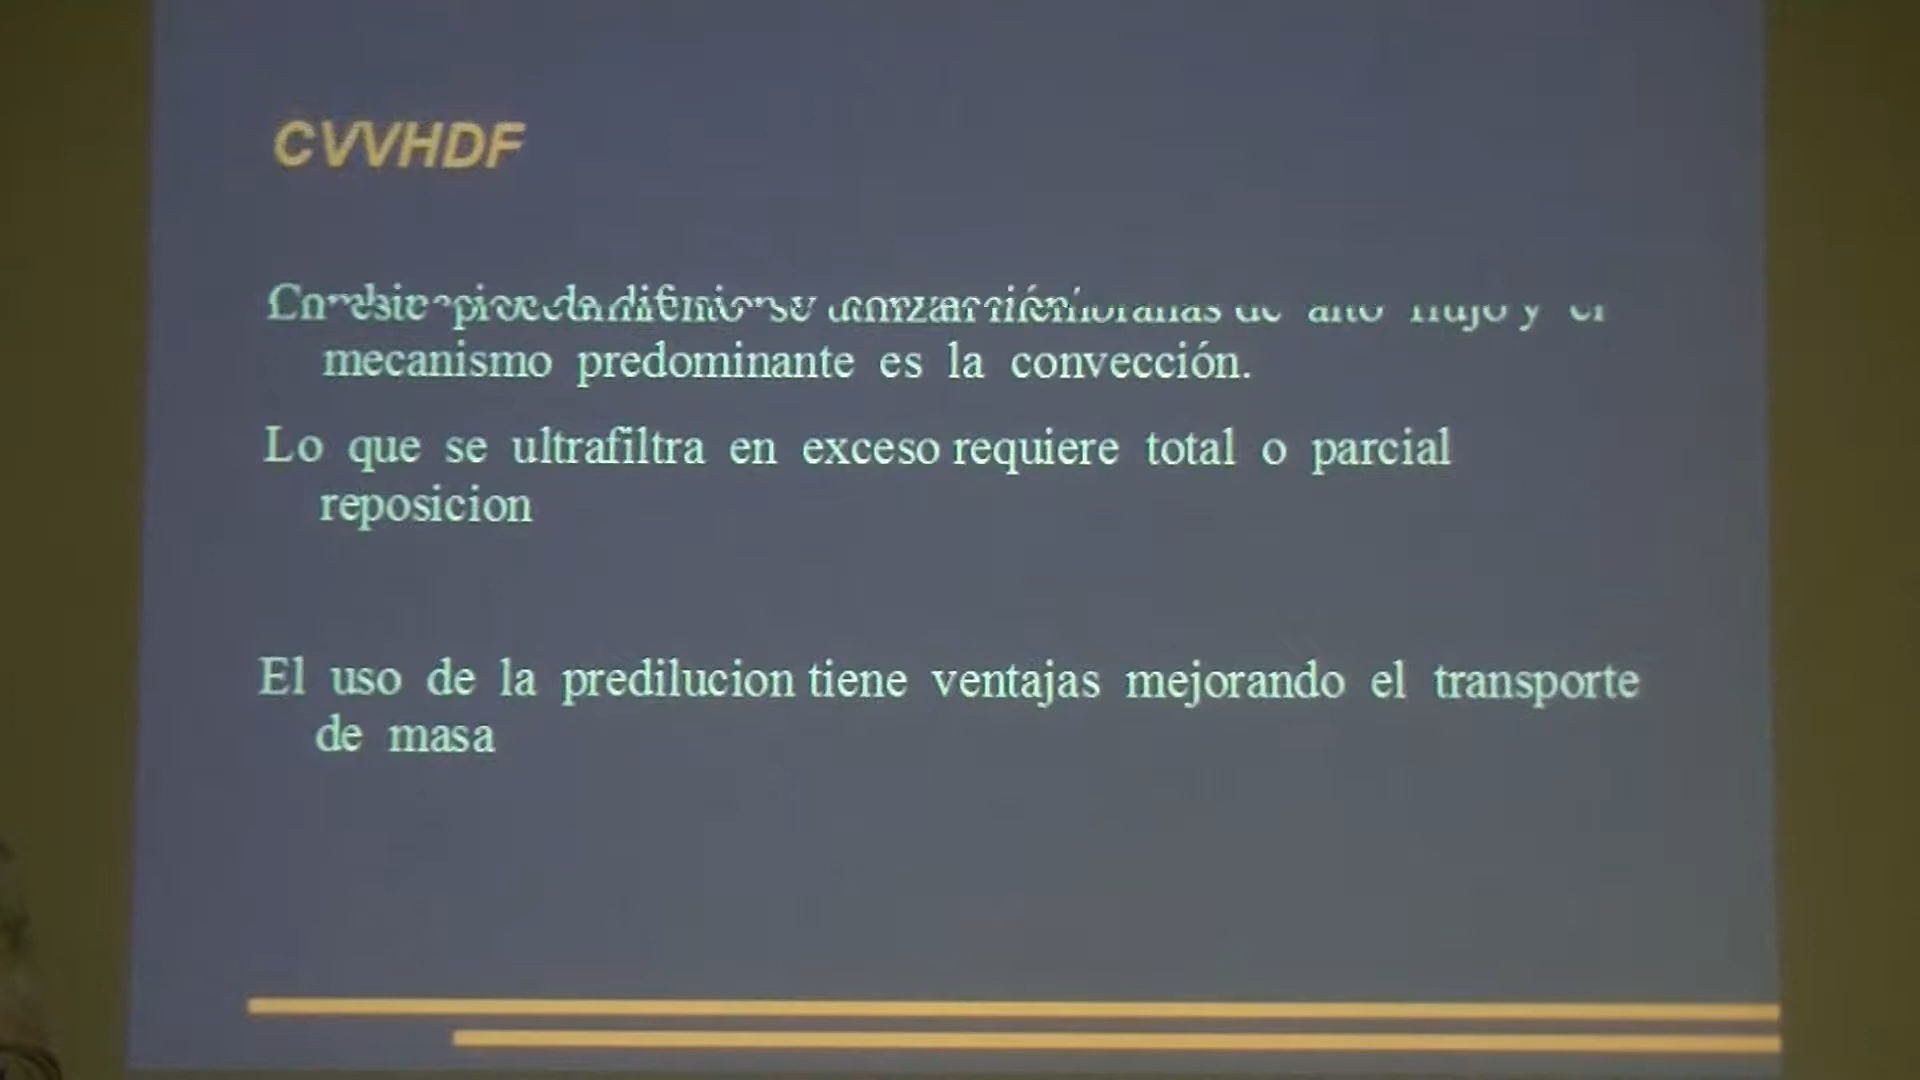 CVVHDF
y el
mecanismo predominante es la convección.
Lo que se ultrafiltra en exceso requiere total o parcial
reposicion
El uso de la predilucion tiene ventajas mejorando el transporte
de masa